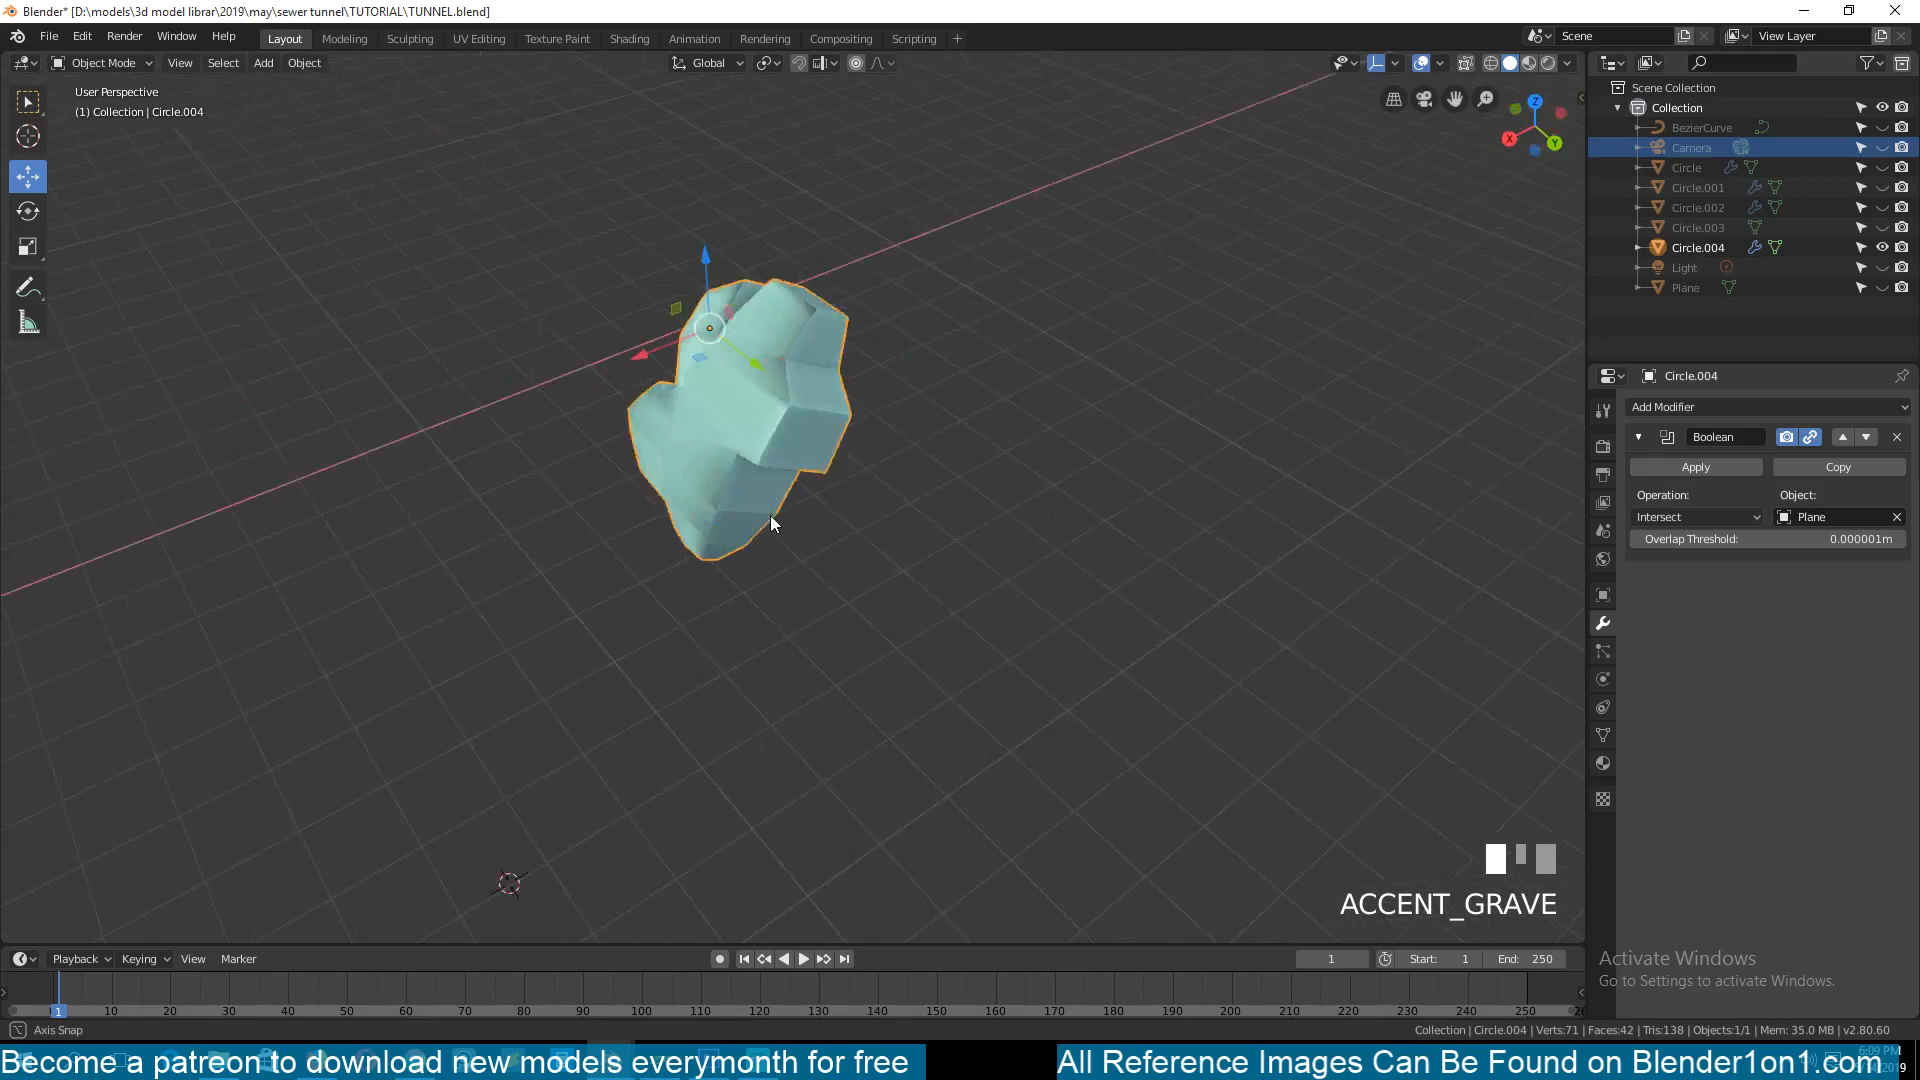 Blender* [D:\models\3d model librar\2019\may\sewer tunnel\TUTORIAL\TUNNEL.blend]
File Edit Render Window Help Layout Modeling Sculpting UV Editing Texture Paint Shading Animation Rendering Compositing Scripting + Scene View Layer
Object Mode View Select Add Object Global
User Perspective
(1) Collection | Circle.004
Z
X
Y
Scene Collection
Collection
BezierCurve
Camera
Circle
Circle.001
Circle.002
Circle.003
Circle.004
Light
Plane
Circle.004
Add Modifier
Boolean
Apply Copy
Operation: Object:
Intersect Plane
Overlap Threshold: 0.000001m
ACCENT_GRAVE
Playback Keying View Marker 1 Start: 1 End: 250
1 10 20 30 40 50 60 70 80 90 100 110 120 130 140 150 160 170 180 190 200 210 220 230 240 250
Activate Windows
Go to Settings to activate Windows.
Axis Snap
Collection | Circle.004 | Verts:71 | Faces:42 | Tris:138 | Objects:1/1 | Mem: 35.0 MB | v2.80.60
Become a patreon to download new models everymonth for free
All Reference Images Can Be Found on Blender1on1.com
6:09 PM